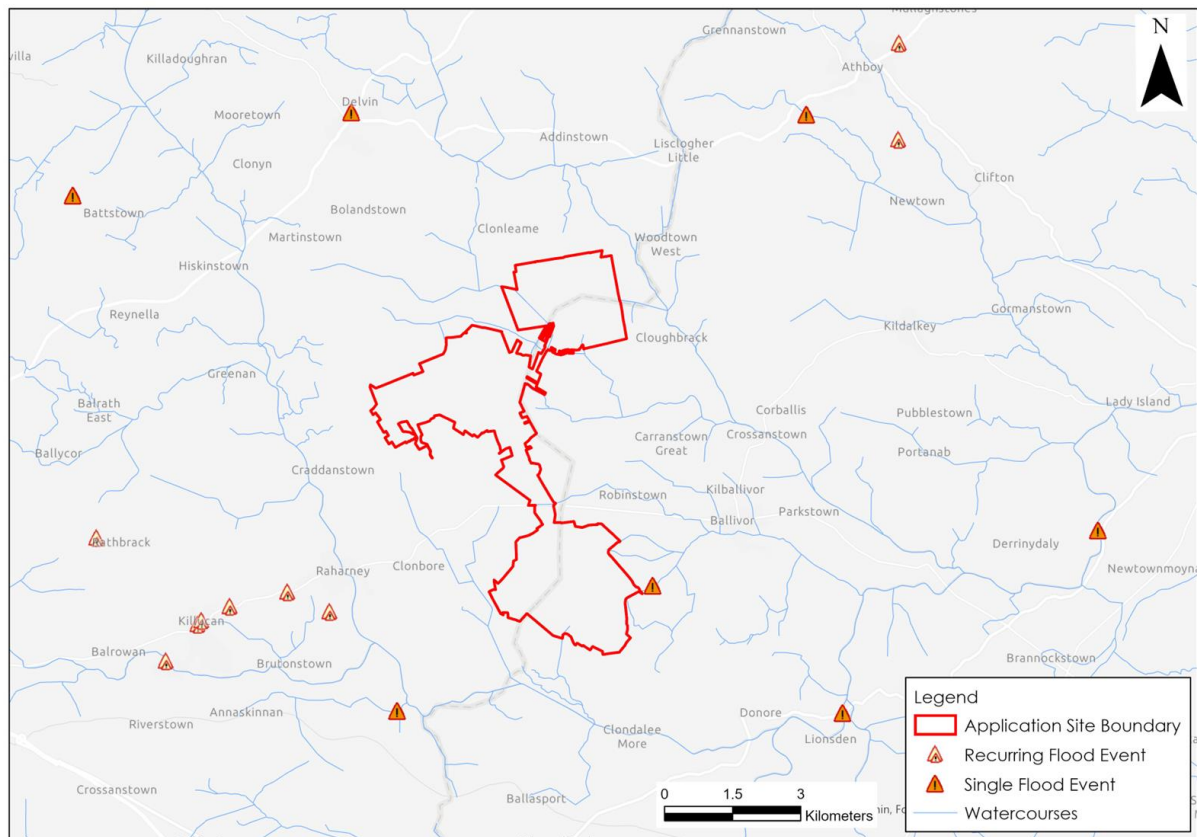 Grennanstown
Killadoughran
Athboy
N
Delvin
Mooretown
Addinstown
Lisclogher
Little
Clonyn
Clifton
Battstown
Bolandstown
Newtown
Martinstown
Clonleame
Woodtown
West
Hiskinstown
Gormanstown
Reynella
Kildalkey
Cloughbrack
Greenan
Balrath
East
Lady Island
Corballis
Pubblestown
Carranstown
Great
Crossanstown
Ballycor
Portanab
Craddanstown
Robinstown
Kilballivor
Parkstown
Ballivor
Rathbrack
Derrinydaly
Clonbore
Raharney
Newtownmoyna
Killucan
Balrowan
Brutonstown
Brannockstown
Annaskinnan
Riverstown
Donore
Lionsden
Clondalee
More
Crossanstown
Ballasport
0 1.5 3
Kilometers
Legend
Application Site Boundary
Recurring Flood Event
Single Flood Event
Watercourses